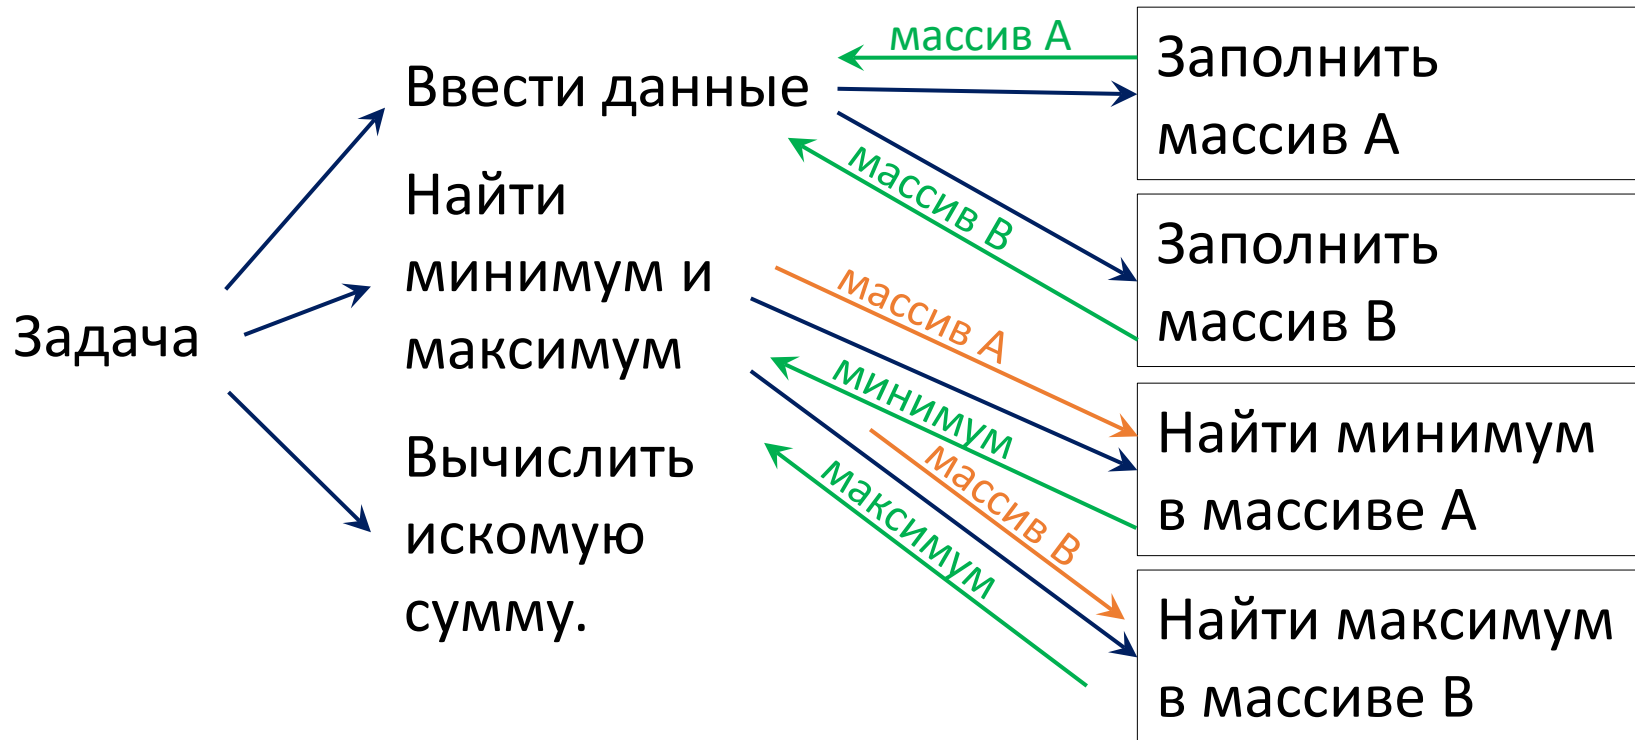 Задача
Ввести данные
Найти
минимум и
максимум
Вычислить
искомую
сумму.
массив А
массив В
массив А
минимум
массив В
максимум
Заполнить
массив А
Заполнить
массив В
Найти минимум
в массиве А
Найти максимум
в массиве В